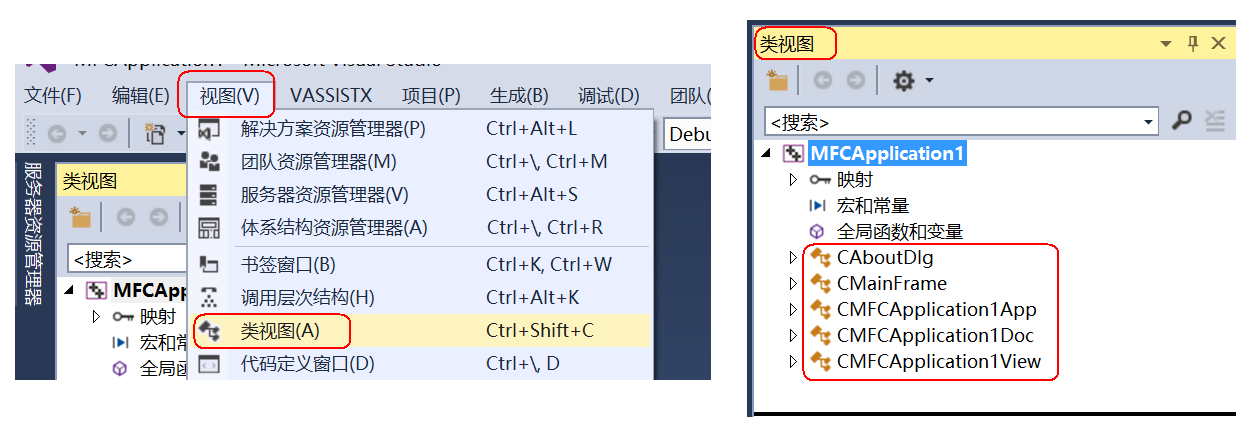 MFCApplication1 - Microsoft Visual Studio
文件(F) 编辑(E) 视图(V) VASSISTX 项目(P) 生成(B) 调试(D) 团队(
Debu
服务器资源管理器
类视图
<搜索>
MFCApp
映射
宏和常
全局函
解决方案资源管理器(P) Ctrl+Alt+L
团队资源管理器(M) Ctrl+\, Ctrl+M
服务器资源管理器(V) Ctrl+Alt+S
体系结构资源管理器(A) Ctrl+\, Ctrl+R
书签窗口(B) Ctrl+K, Ctrl+W
调用层次结构(H) Ctrl+Alt+K
类视图(A) Ctrl+Shift+C
代码定义窗口(D) Ctrl+\, D
类视图
<搜索>
MFCApplication1
映射
宏和常量
全局函数和变量
CAboutDlg
CMainFrame
CMFCApplication1App
CMFCApplication1Doc
CMFCApplication1View